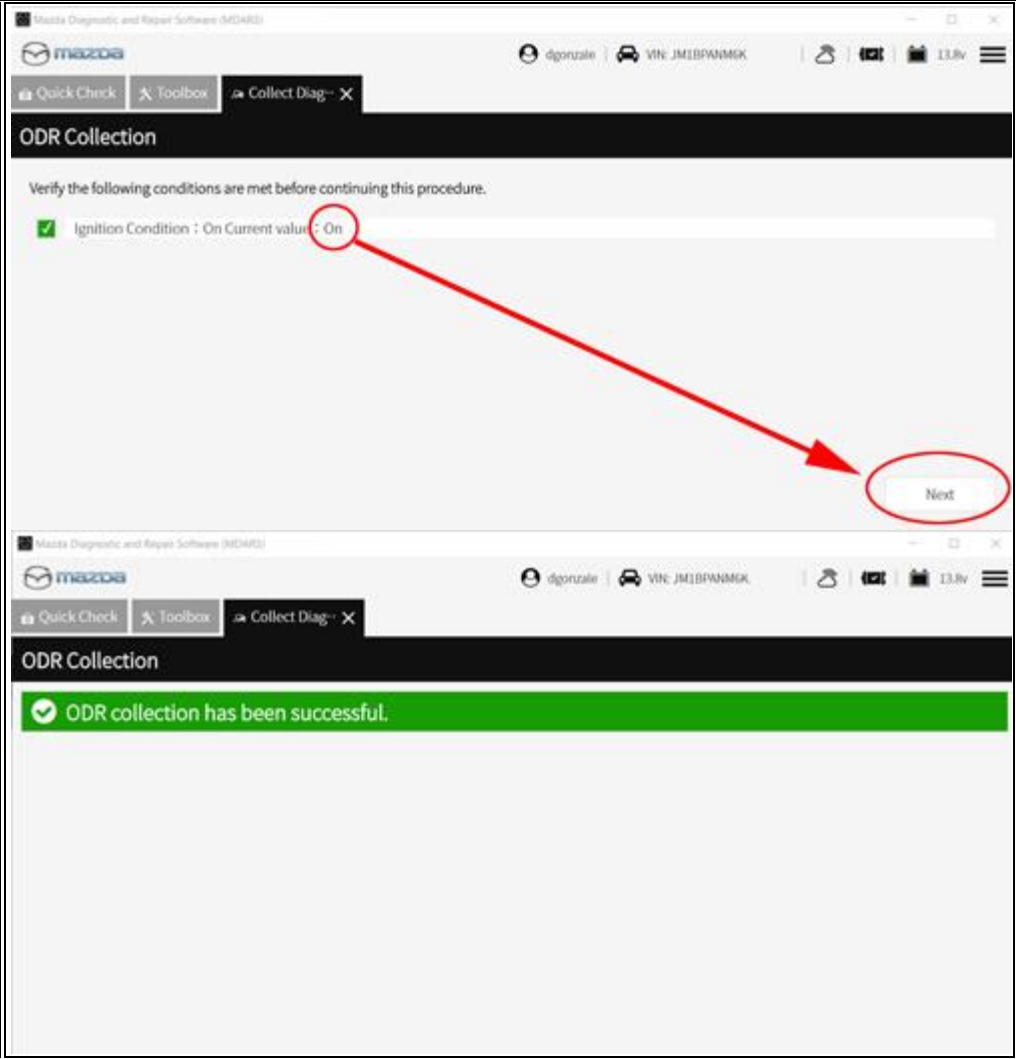 Mazda Diagnostic and Repair Software (MDARS)
mazda
dgonzale VIN: JM1BPANM6K 13.8v
Quick Check Toolbox Collect Diag··· X
ODR Collection
Verify the following conditions are met before continuing this procedure.
Ignition Condition : On Current value : On
Next
Mazda Diagnostic and Repair Software (MDARS)
mazda
dgonzale VIN: JM1BPANM6K 13.8v
Quick Check Toolbox Collect Diag··· X
ODR Collection
ODR collection has been successful.